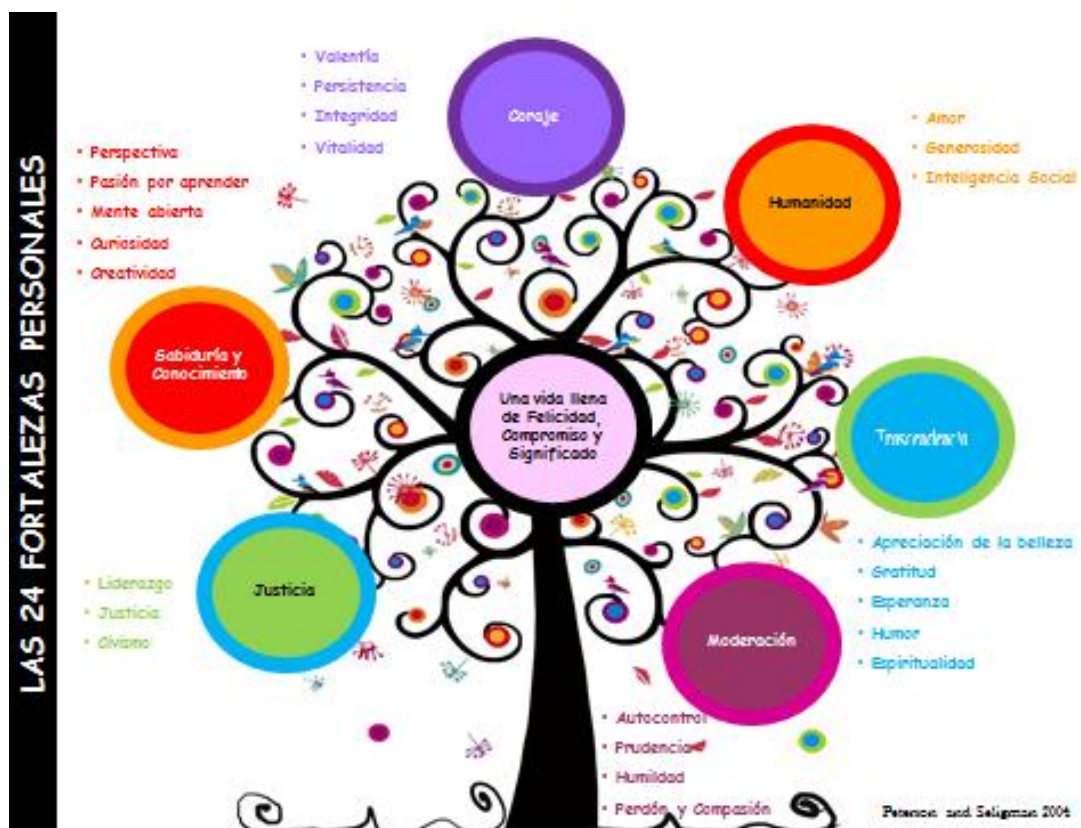 LAS 24 FORTALEZAS PERSONALES
• Valentía
• Persistencia
• Integridad
• Vitalidad
Coraje
• Amor
• Generosidad
• Inteligencia Social
Humanidad
• Perspectiva
• Pasión por aprender
• Mente abierta
• Curiosidad
• Creatividad
Sabiduría y
Conocimiento
Una vida llena
de Felicidad,
Compromiso y
Significado
• Apreciación de la belleza
• Gratitud
• Esperanza
• Humor
• Espiritualidad
• Liderazgo
• Justicia
• Civismo
Justicia
Moderación
• Autocontrol
• Prudencia
• Humildad
• Perdón y Compasión
Peterson and Seligman 2004